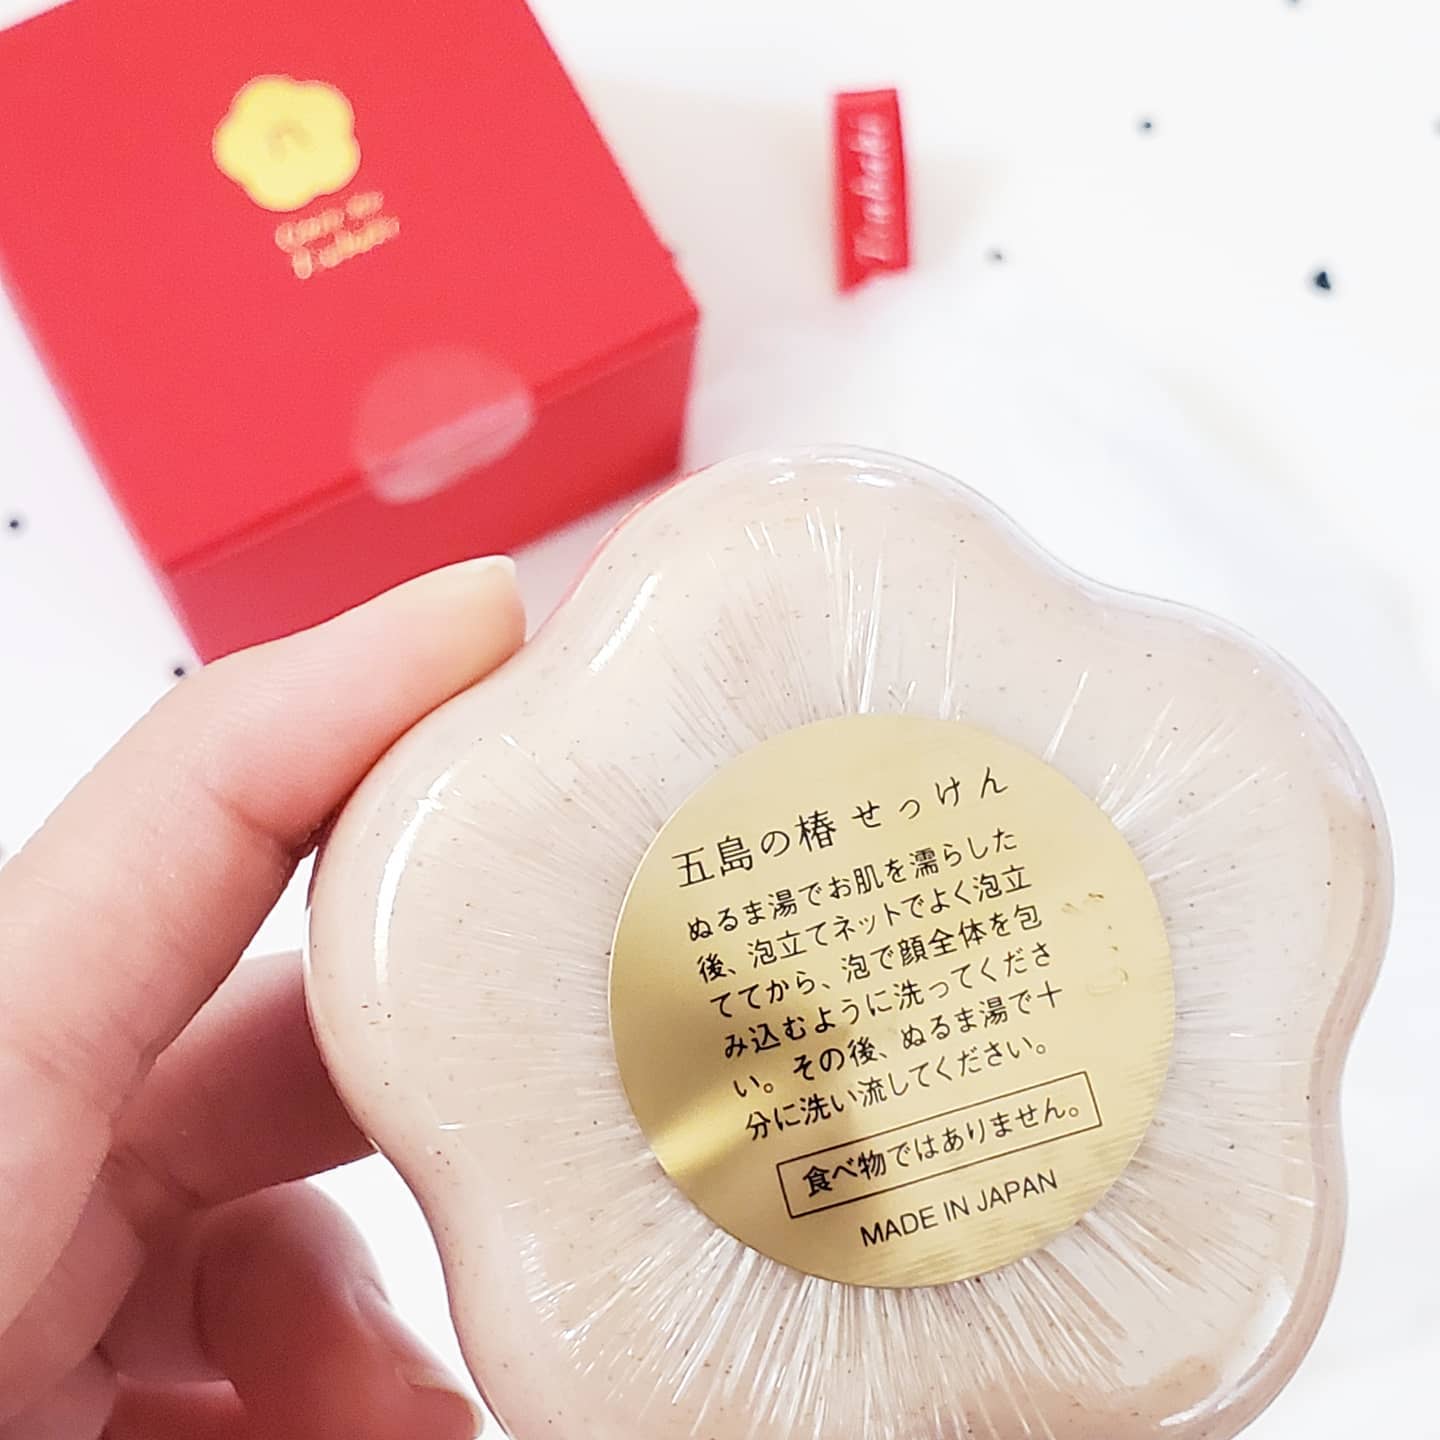 Tsubaki
五島の椿せっけん
ぬるま湯でお肌を濡らした
後、泡立てネットでよく泡立
ててから、泡で顔全体を包
み込むように洗ってくださ
い。その後、ぬるま湯で十
分に洗い流してください。
食べ物ではありません。
MADE IN JAPAN